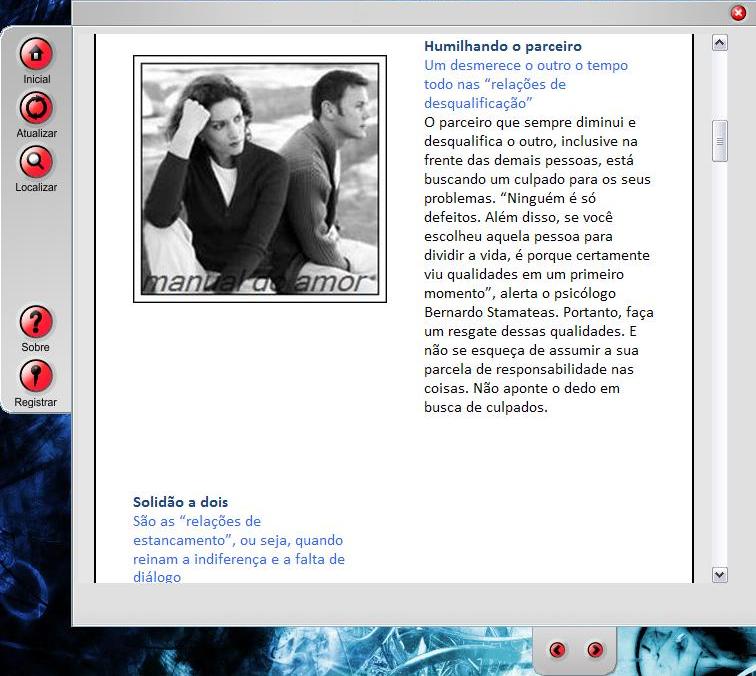 Inicial
Atualizar
Localizar
Sobre
Registrar
manual do amor
Humilhando o parceiro
Um desmerece o outro o tempo
todo nas “relações de
desqualificação”
O parceiro que sempre diminui e
desqualifica o outro, inclusive na
frente das demais pessoas, está
buscando um culpado para os seus
problemas. “Ninguém é só
defeitos. Além disso, se você
escolheu aquela pessoa para
dividir a vida, é porque certamente
viu qualidades em um primeiro
momento”, alerta o psicólogo
Bernardo Stamateas. Portanto, faça
um resgate dessas qualidades. E
não se esqueça de assumir a sua
parcela de responsabilidade nas
coisas. Não aponte o dedo em
busca de culpados.
Solidão a dois
São as “relações de
estancamento”, ou seja, quando
reinam a indiferença e a falta de
diálogo